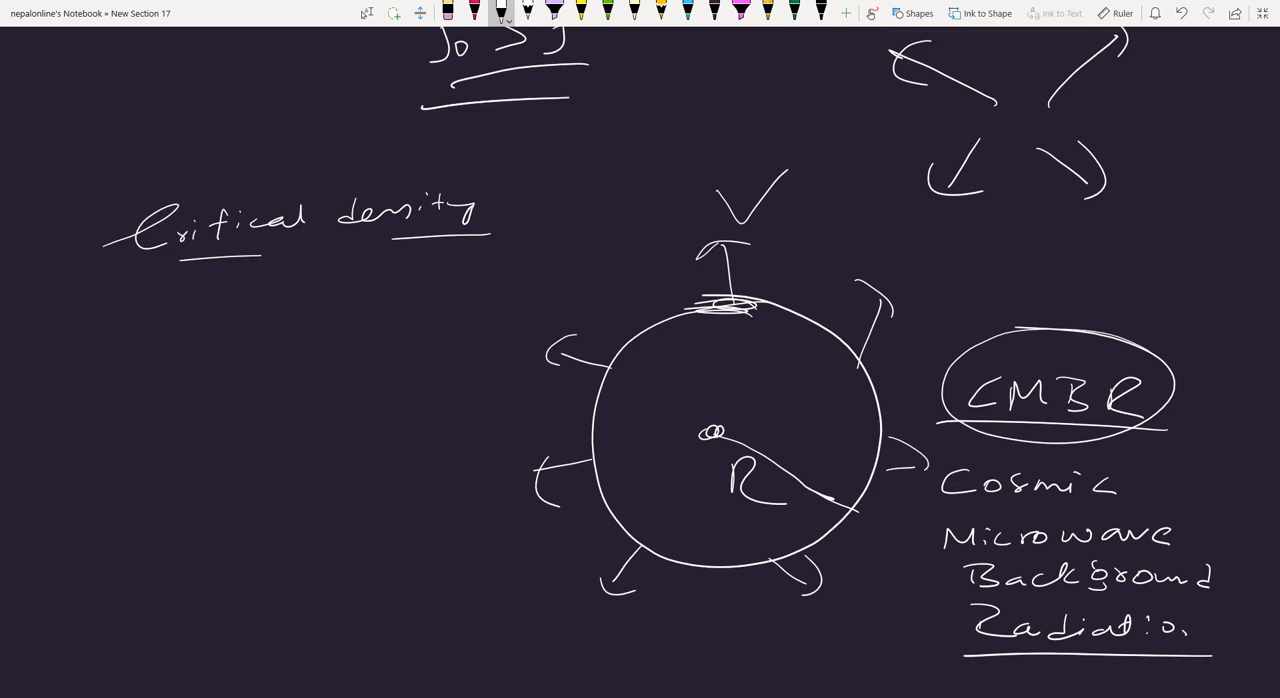 nepalonline's Notebook » New Section 17
Shapes
Ink to Shape
Ink to Text
Ruler
Critical density
R
CMBR
Cosmic
Microwave
Background
Radiation